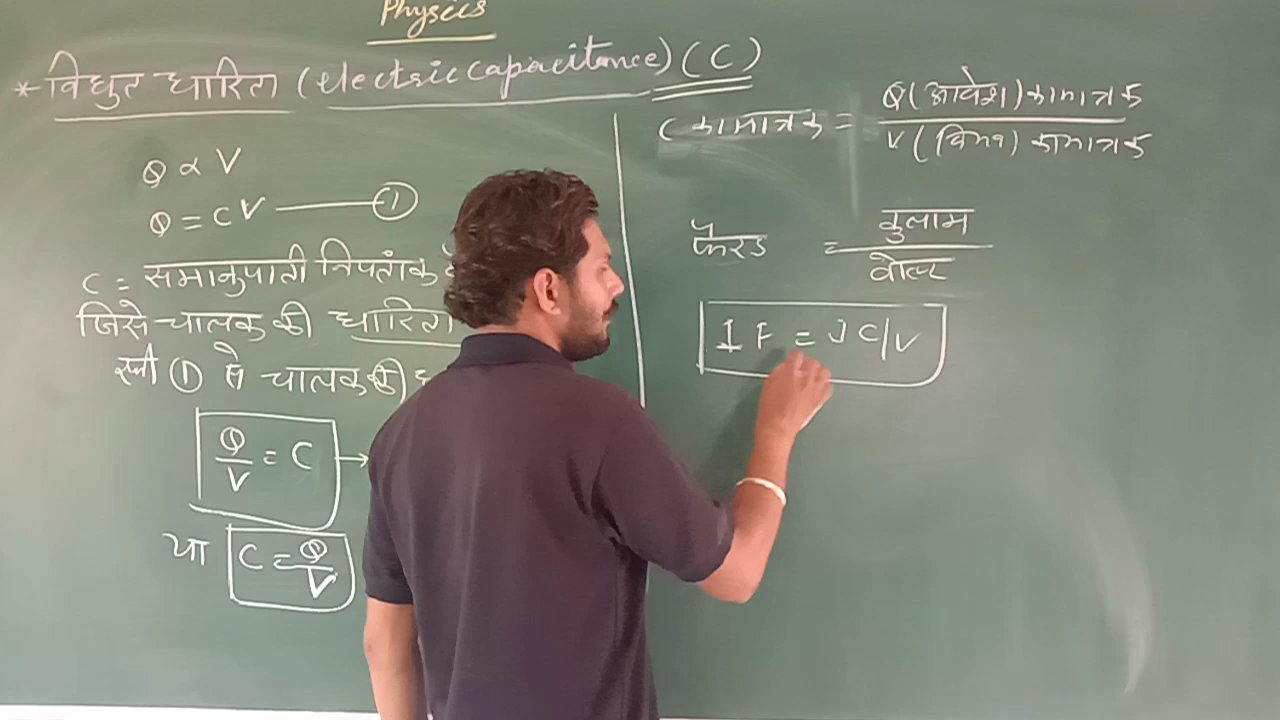 Physics
* विद्युत धारिता (electric capacitance) (C)
Q ∝ V
Q = CV ——— ①
C = समाकुपाती नियतांक
जिसे चालक की धारिता
① से चालक की
Q/V = C →
या C = Q/V
C का मात्रक = Q (आवेश) का मात्रक / V (विभव) का मात्रक
फैरड = कुलाम / वोल्ट
1 F = 1 C/V